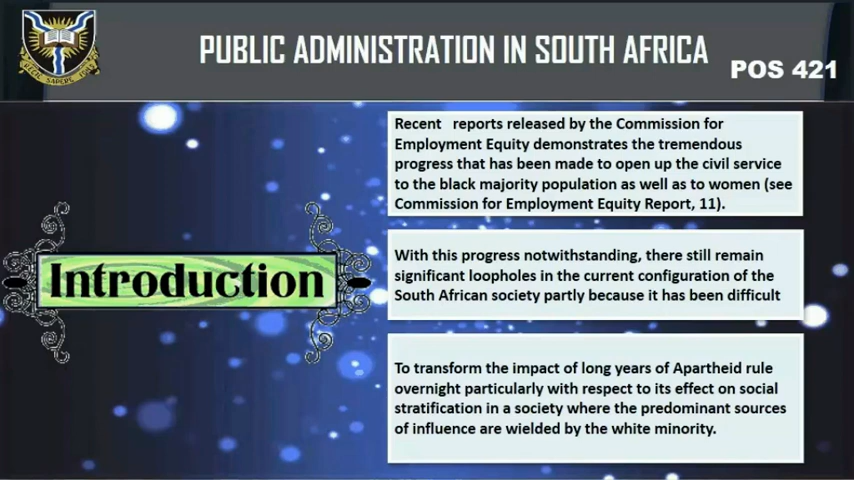 PUBLIC ADMINISTRATION IN SOUTH AFRICA
POS 421
Recent reports released by the Commission for
Employment Equity demonstrates the tremendous
progress that has been made to open up the civil service
to the black majority population as well as to women (see
Commission for Employment Equity Report, 11).
Introduction
With this progress notwithstanding, there still remain
significant loopholes in the current configuration of the
South African society partly because it has been difficult
To transform the impact of long years of Apartheid rule
overnight particularly with respect to its effect on social
stratification in a society where the predominant sources
of influence are wielded by the white minority.